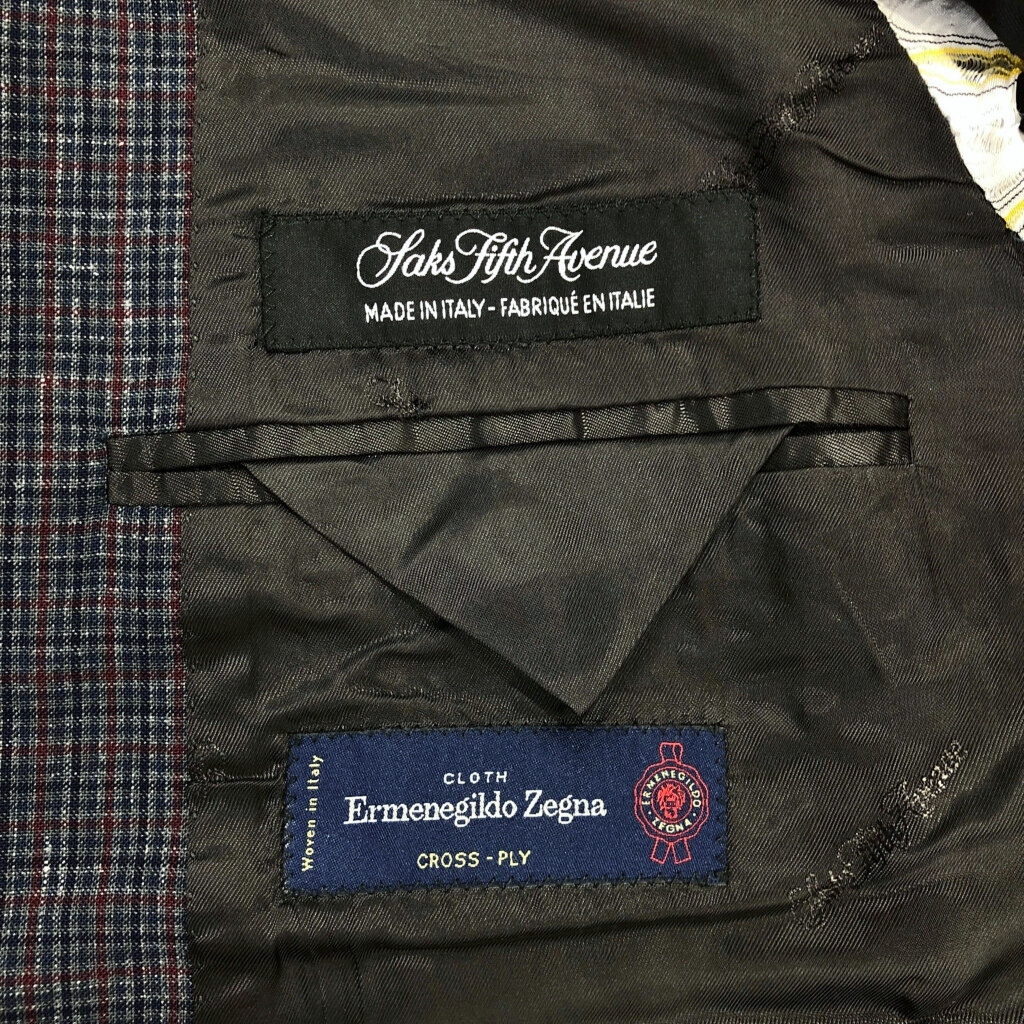 Saks Fifth Avenue
MADE IN ITALY - FABRIQUÉ EN ITALIE
Woven in Italy
CLOTH
Ermenegildo Zegna
CROSS - PLY
ERMENEGILDO
ZEGNA